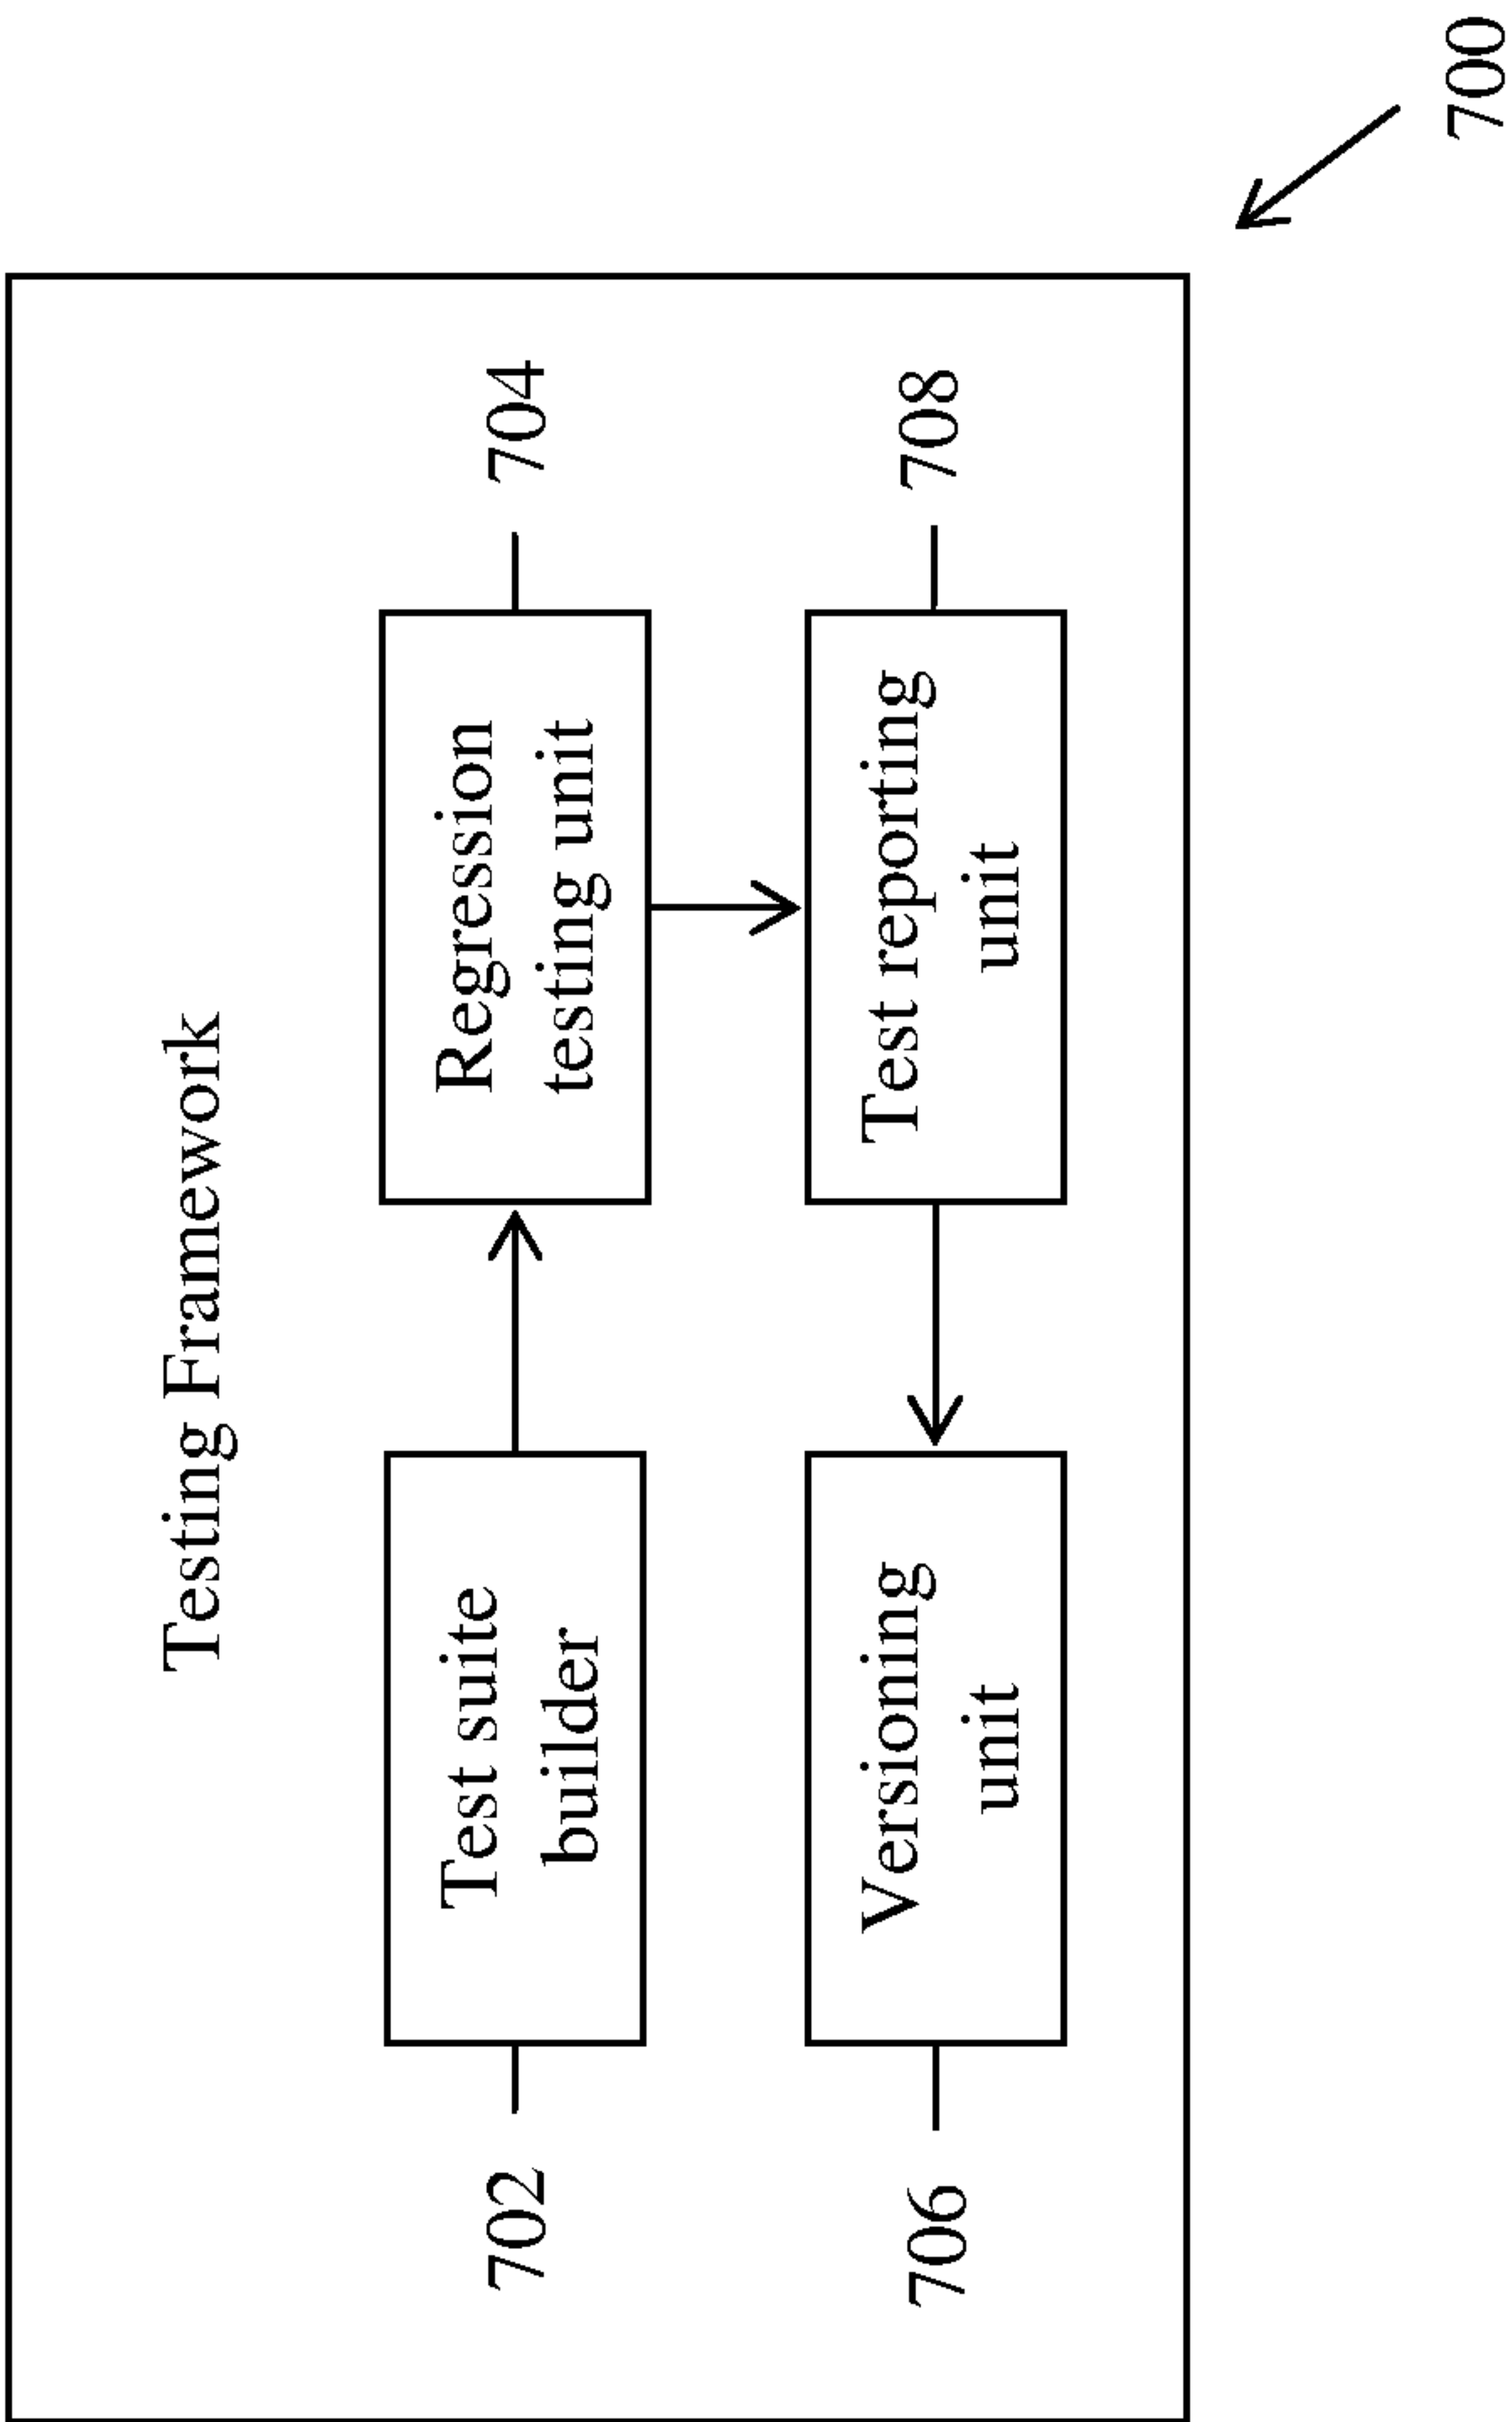 Testing Framework
702
Test suite
builder
Regression
testing unit
704
706
Versioning
unit
Test reporting
unit
708
700